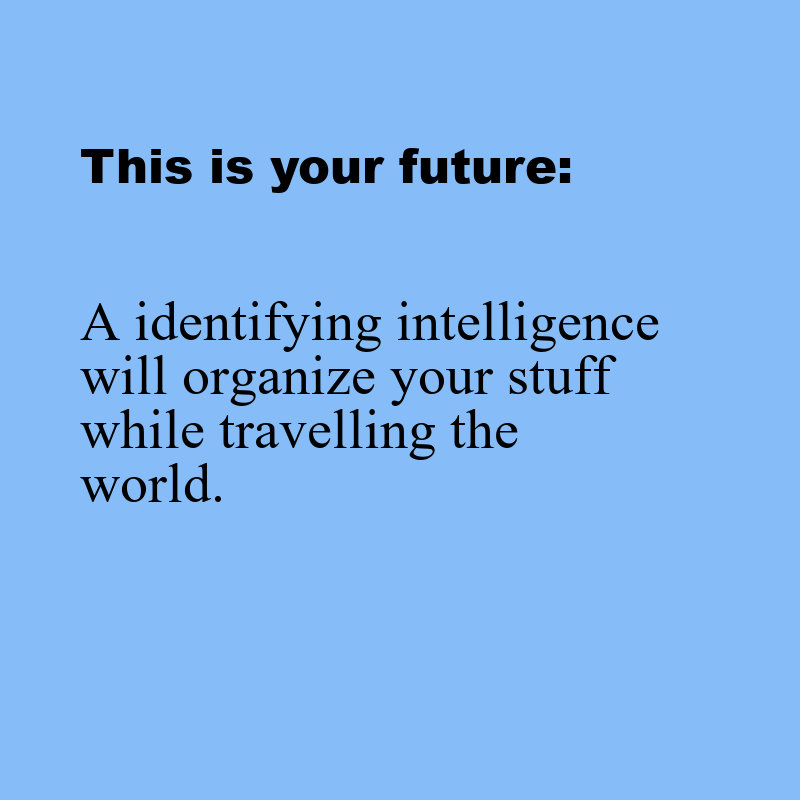 This is your future:
A identifying intelligence
will organize your stuff
while travelling the
world.